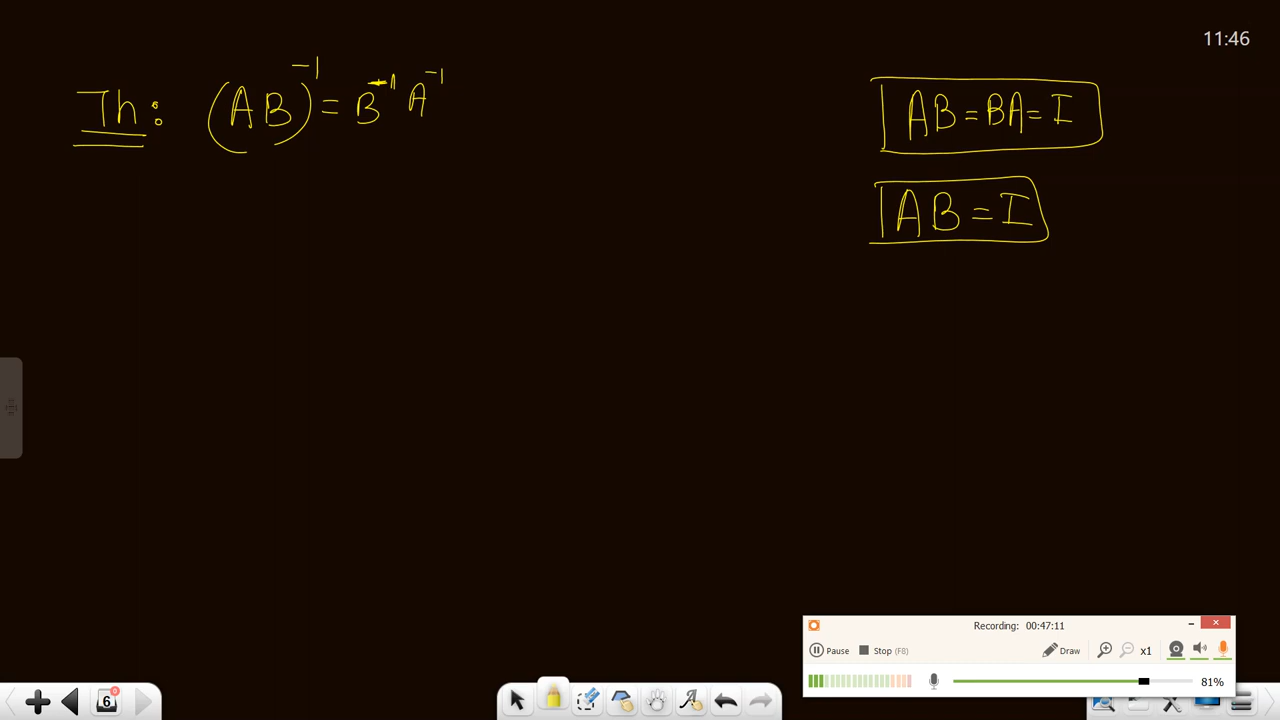 11:46
Th: (AB)⁻¹ = B⁻¹ A⁻¹
AB = BA = I
AB = I
Recording: 00:47:11
Pause Stop (F8) Draw x1
81%
6 0